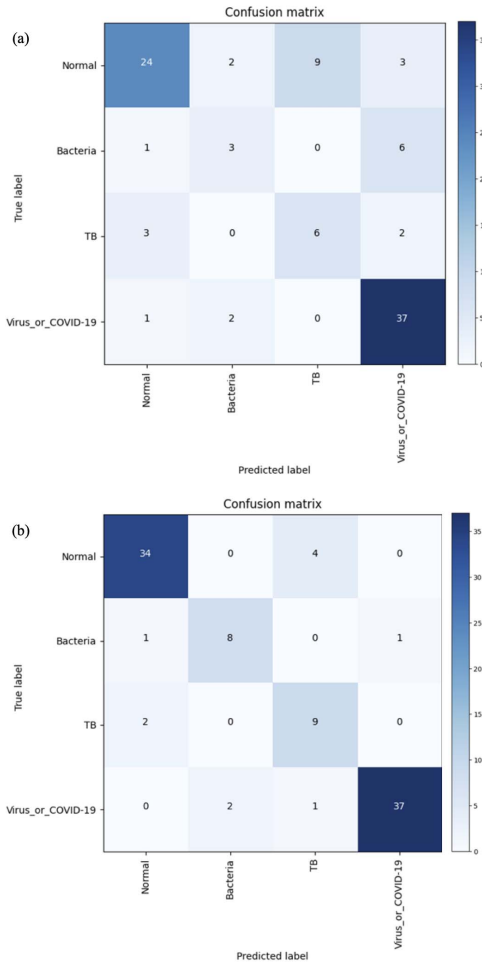 (a)
Confusion matrix
True label
Normal 24 2 9 3
Bacteria 1 3 0 6
TB 3 0 6 2
Virus_or_COVID-19 1 2 0 37
Normal
Bacteria
TB
Virus_or_COVID-19
Predicted label
(b)
Confusion matrix
True label
Normal 34 0 4 0
Bacteria 1 8 0 1
TB 2 0 9 0
Virus_or_COVID-19 0 2 1 37
35
30
25
20
15
10
5
0
Normal
Bacteria
TB
Virus_or_COVID-19
Predicted label